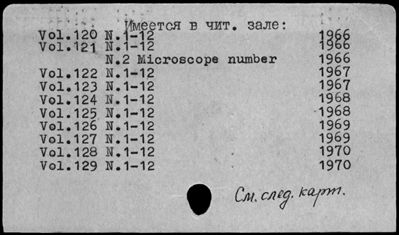 Имеется в чит. зале:
Vol.120 N.1-12 1966
Vol.121 N.1-12 1966
N.2 Microscope number 1966
Vol.122 N.1-12 1967
Vol.123 N.1-12 1967
Vol.124 N.1-12 1968
Vol.125 N.1-12 1968
Vol.126 N.1-12 1969
Vol.127 N.1-12 1969
Vol.128 N.1-12 1970
Vol.129 N.1-12 1970
См. след. карт.